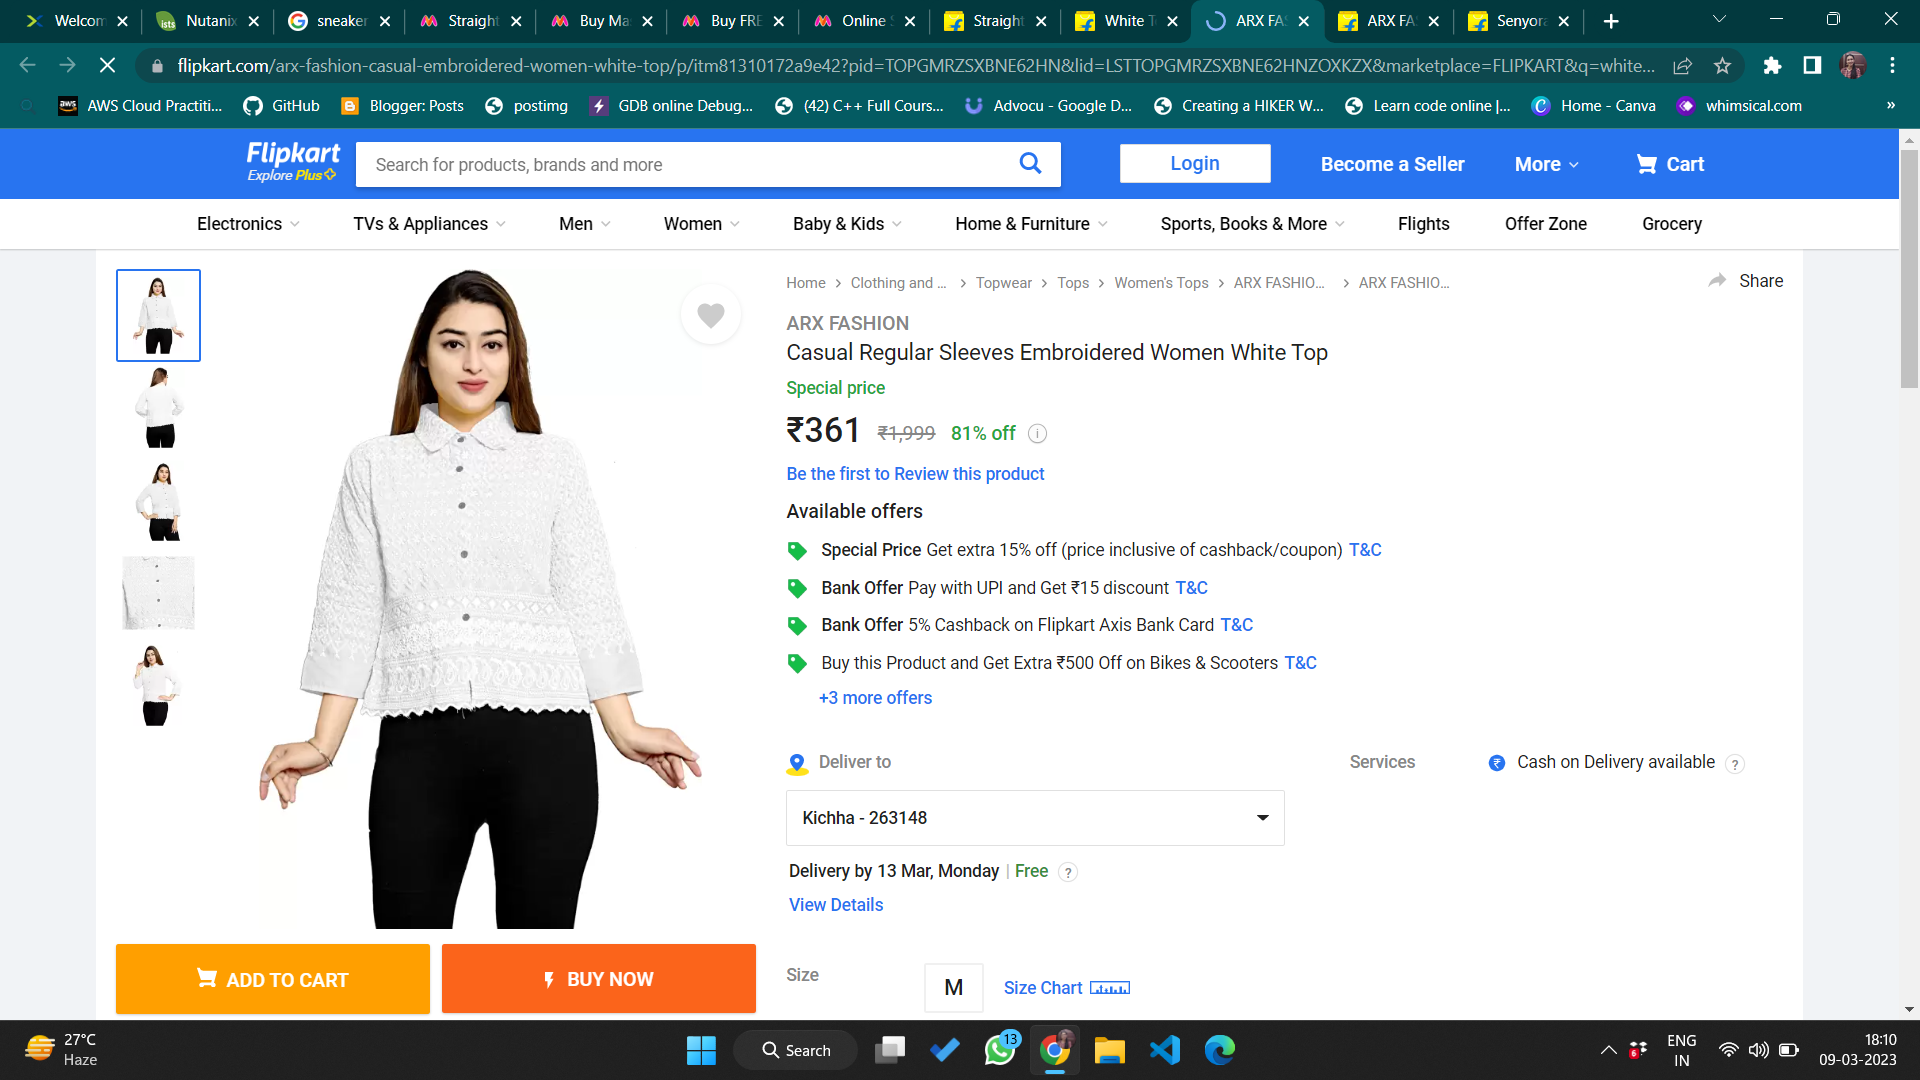 Welcom
Nutanix
sneaker
Straight
Buy Ma
Buy FRE
Online S
Straight
White T
ARX FAS
ARX FA
Senyora
flipkart.com/arx-fashion-casual-embroidered-women-white-top/p/itm81310172a9e42?pid=TOPGMRZSXBNE62HN&lid=LSTTOPGMRZSXBNE62HNZOXKZX&marketplace=FLIPKART&q=white...
AWS Cloud Practiti...
GitHub
Blogger: Posts
postimg
GDB online Debug...
(42) C++ Full Cours...
Advocu - Google D...
Creating a HIKER W...
Learn code online |...
Home - Canva
whimsical.com
»
Flipkart
Explore Plus
Search for products, brands and more
Login
Become a Seller
More
Cart
Electronics
TVs & Appliances
Men
Women
Baby & Kids
Home & Furniture
Sports, Books & More
Flights
Offer Zone
Grocery
Home > Clothing and ... > Topwear > Tops > Women's Tops > ARX FASHIO... > ARX FASHIO...
Share
ARX FASHION
Casual Regular Sleeves Embroidered Women White Top
Special price
₹361 ₹1,999 81% off
Be the first to Review this product
Available offers
Special Price Get extra 15% off (price inclusive of cashback/coupon) T&C
Bank Offer Pay with UPI and Get ₹15 discount T&C
Bank Offer 5% Cashback on Flipkart Axis Bank Card T&C
Buy this Product and Get Extra ₹500 Off on Bikes & Scooters T&C
+3 more offers
Deliver to
Services
₹ Cash on Delivery available ?
Kichha - 263148
Delivery by 13 Mar, Monday | Free ?
View Details
ADD TO CART
BUY NOW
Size
M
Size Chart
27°C
Haze
Search
13
6
ENG
IN
18:10
09-03-2023